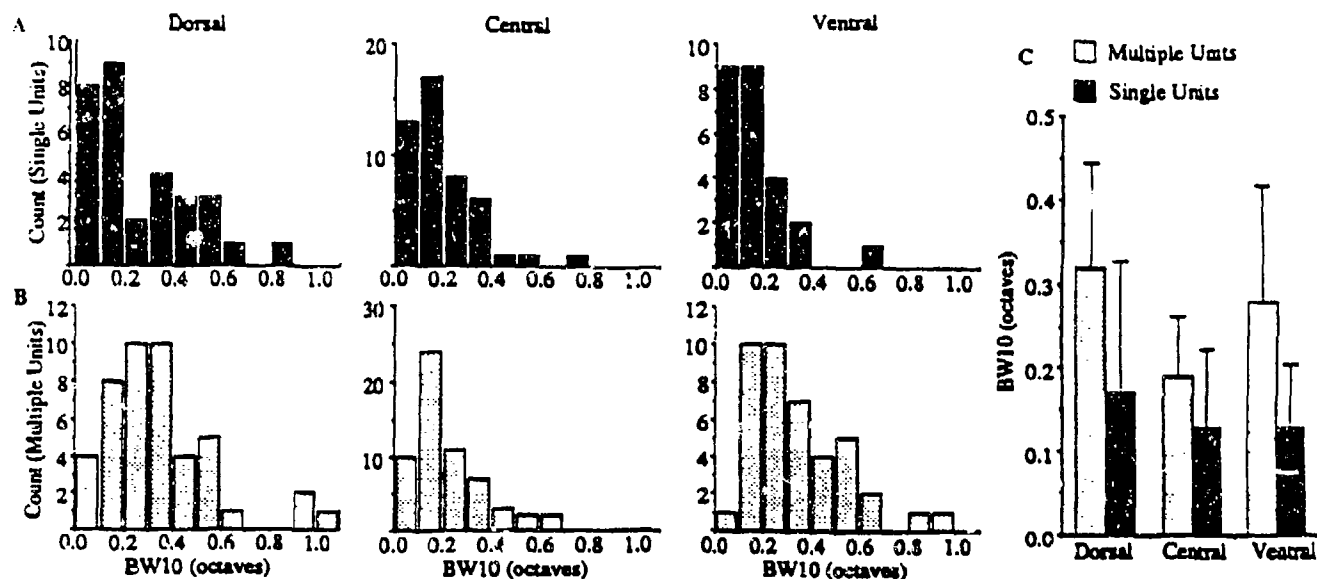 A
Dorsal
Central
Ventral
Count (Single Units)
10
8
6
4
2
0.0 0.2 0.4 0.6 0.8 1.0
20
10
0.0 0.2 0.4 0.6 0.8 1.0
10
8
6
4
2
0.0 0.2 0.4 0.6 0.8 1.0
B
Count (Multiple Units)
12
10
8
6
4
2
0.0 0.2 0.4 0.6 0.8 1.0
BW10 (octaves)
30
20
10
0.0 0.2 0.4 0.6 0.8 1.0
BW10 (octaves)
12
10
8
6
4
2
0.0 0.2 0.4 0.6 0.8 1.0
BW10 (octaves)
C
Multiple Units
Single Units
BW10 (octaves)
0.5
0.4
0.3
0.2
0.1
0.0
Dorsal Central Ventral